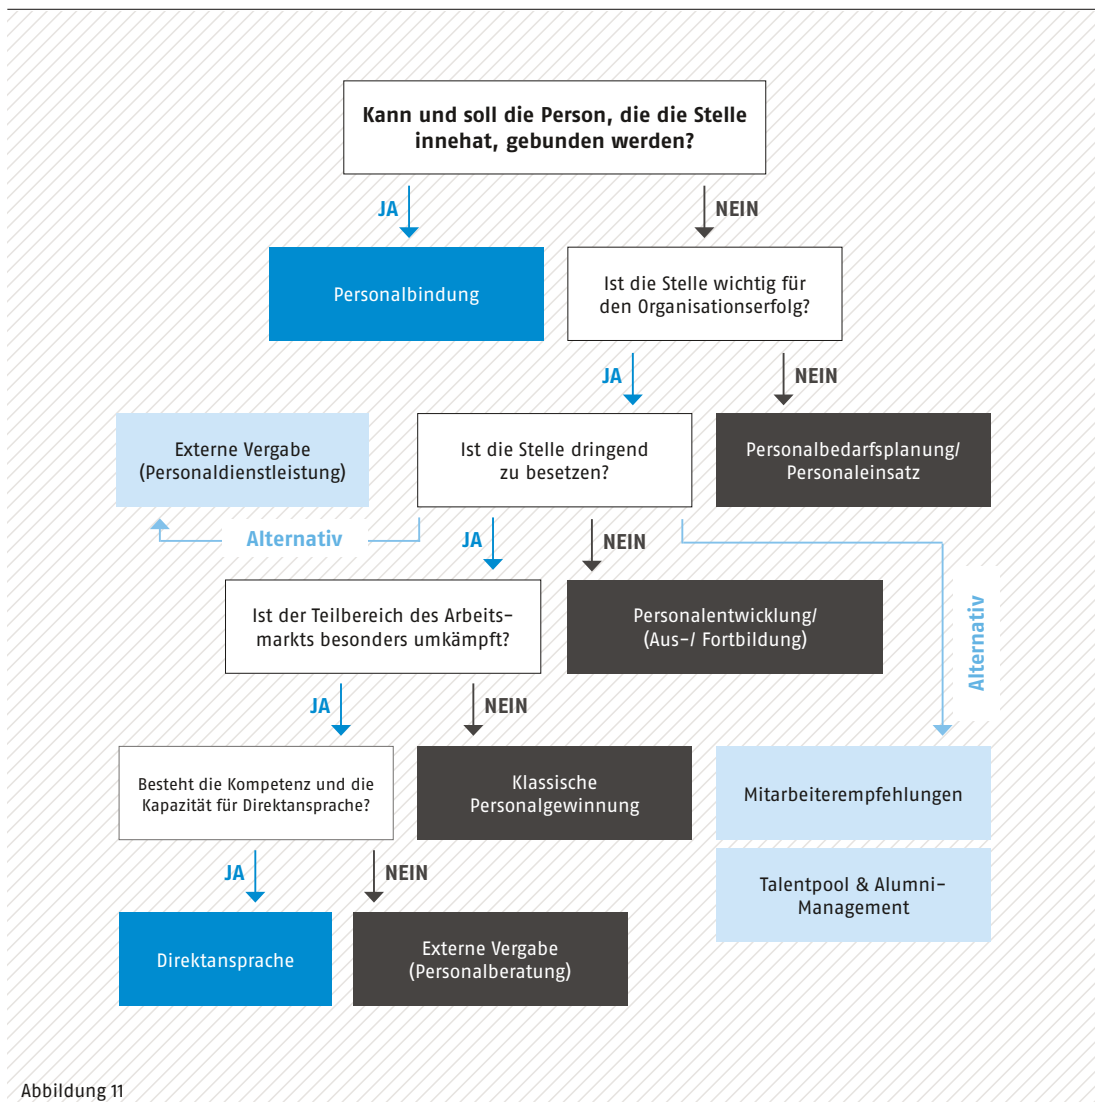 Kann und soll die Person, die die Stelle
innehat, gebunden werden?
JA
NEIN
Personalbindung
Ist die Stelle wichtig für
den Organisationserfolg?
JA
NEIN
Externe Vergabe
(Personaldienstleistung)
Ist die Stelle dringend
zu besetzen?
Personalbedarfsplanung/
Personaleinsatz
Alternativ
JA
NEIN
Alternativ
Ist der Teilbereich des Arbeits-
markts besonders umkämpft?
Personalentwicklung/
(Aus-/ Fortbildung)
JA
NEIN
Besteht die Kompetenz und die
Kapazität für Direktansprache?
Klassische
Personalgewinnung
Mitarbeiterempfehlungen
JA
NEIN
Talentpool & Alumni-
Management
Direktansprache
Externe Vergabe
(Personalberatung)
Abbildung 11